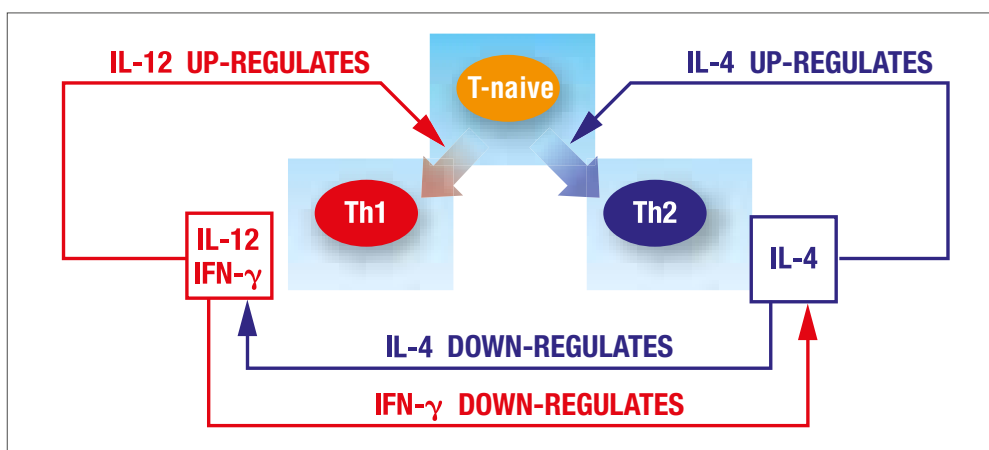 IL-12 UP-REGULATES
IL-4 UP-REGULATES
T-naive
Th1
Th2
IL-12
IFN-γ
IL-4
IL-4 DOWN-REGULATES
IFN-γ DOWN-REGULATES